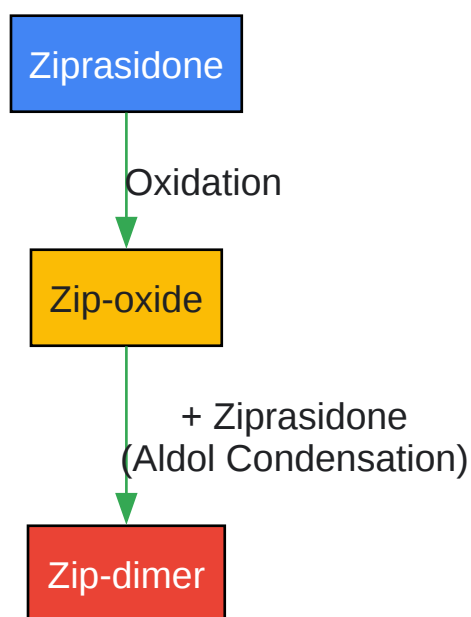 Ziprasidone
Oxidation
Zip-oxide
+ Ziprasidone
(Aldol Condensation)
Zip-dimer